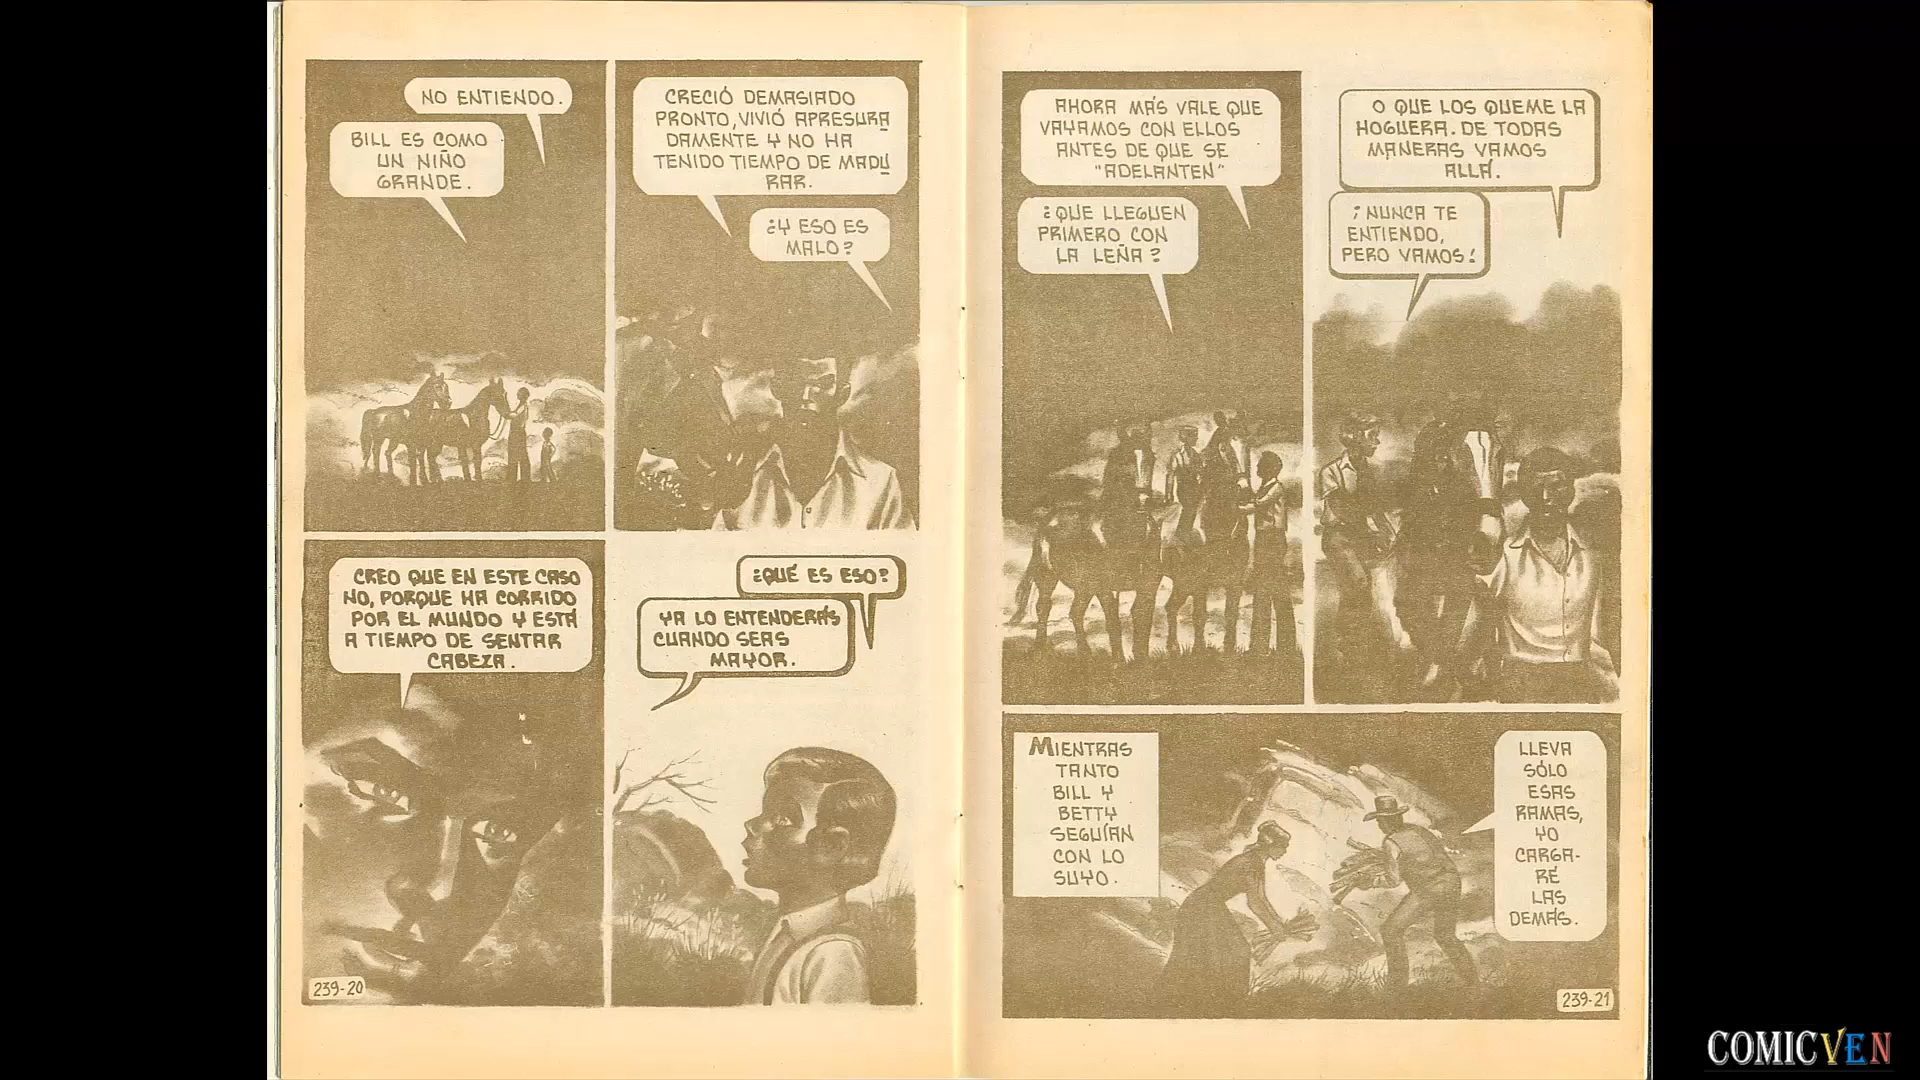 NO ENTIENDO.
BILL ES COMO
UN NIÑO
GRANDE.
CRECIÓ DEMASIADO
PRONTO, VIVIÓ APRESURA
DAMENTE Y NO HA
TENIDO TIEMPO DE MADU
RAR.
¿Y ESO ES
MALO?
CREO QUE EN ESTE CASO
NO, PORQUE HA CORRIDO
POR EL MUNDO Y ESTÁ
A TIEMPO DE SENTAR
CABEZA.
¿QUÉ ES ESO?
YA LO ENTENDERÁS
CUANDO SEAS
MAYOR.
239-20
AHORA MÁS VALE QUE
VAYAMOS CON ELLOS
ANTES DE QUE SE
"ADELANTEN"
¿QUE LLEGUEN
PRIMERO CON
LA LEÑA?
O QUE LOS QUEME LA
HOGUERA. DE TODAS
MANERAS VAMOS
ALLÁ.
¡NUNCA TE
ENTIENDO,
PERO VAMOS!
MIENTRAS
TANTO
BILL Y
BETTY
SEGUÍAN
CON LO
SUYO.
LLEVA
SÓLO
ESAS
RAMAS,
YO
CARGA-
RÉ
LAS
DEMÁS.
239-21
COMICVEN